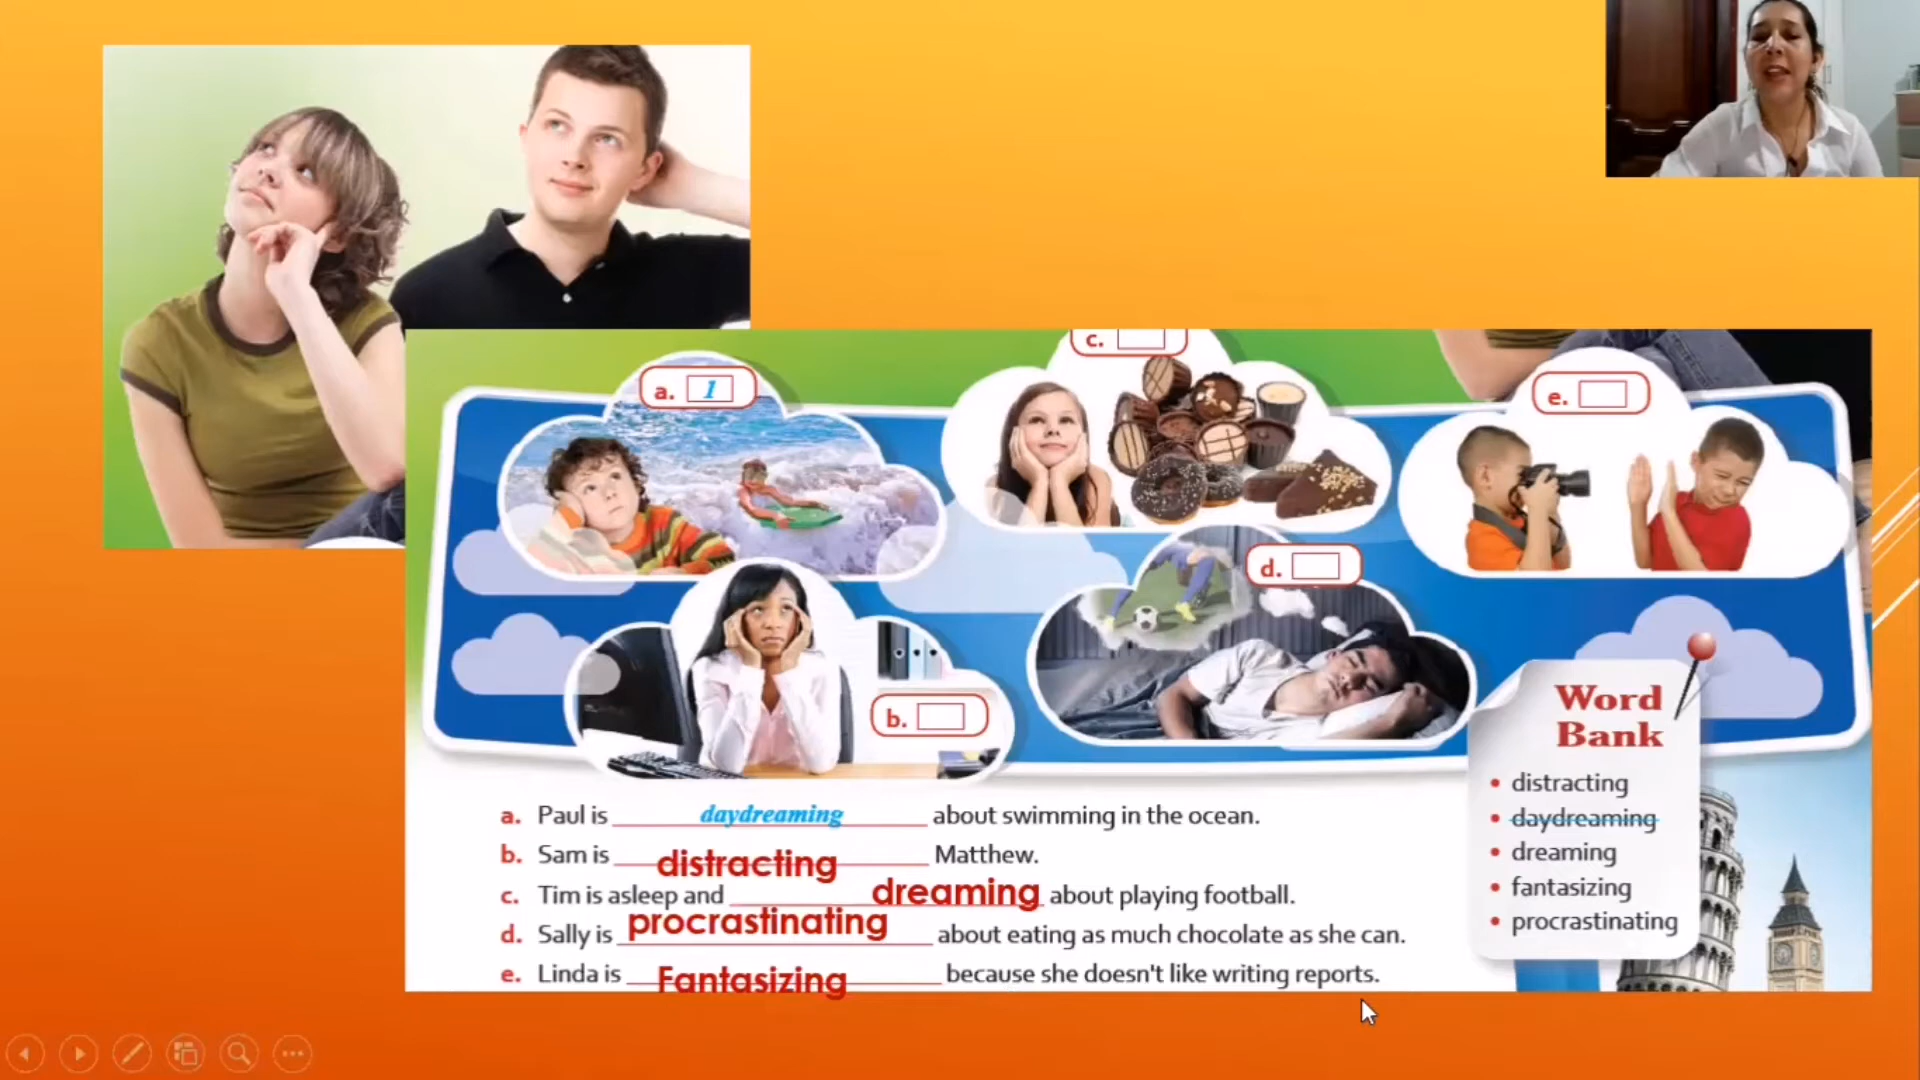 c.
a. 1
e.
d.
b.
Word
Bank
• distracting
• daydreaming
• dreaming
• fantasizing
• procrastinating
a. Paul is daydreaming about swimming in the ocean.
b. Sam is distracting Matthew.
c. Tim is asleep and dreaming about playing football.
d. Sally is procrastinating about eating as much chocolate as she can.
e. Linda is Fantasizing because she doesn't like writing reports.